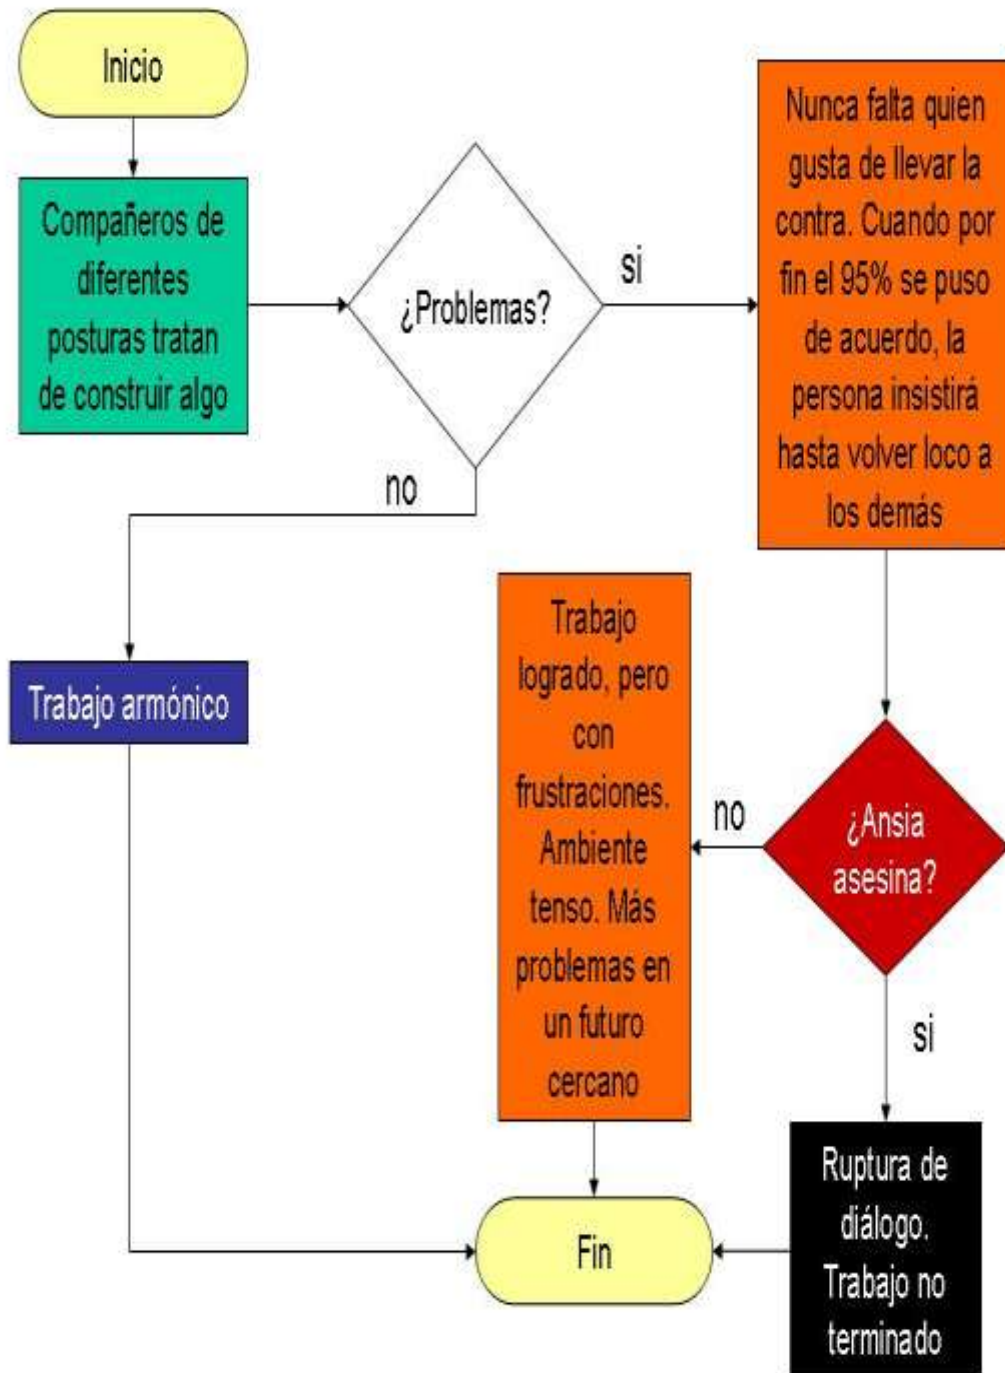 Inicio
Compañeros de
diferentes
posturas tratan
de construir algo
¿Problemas?
si
no
Nunca falta quien
gusta de llevar la
contra. Cuando por
fin el 95% se puso
de acuerdo, la
persona insistirá
hasta volver loco a
los demás
Trabajo armónico
Trabajo
logrado, pero
con
frustraciones.
Ambiente
tenso. Más
problemas en
un futuro
cercano
no
¿Ansia
asesina?
si
Ruptura de
diálogo.
Trabajo no
terminado
Fin